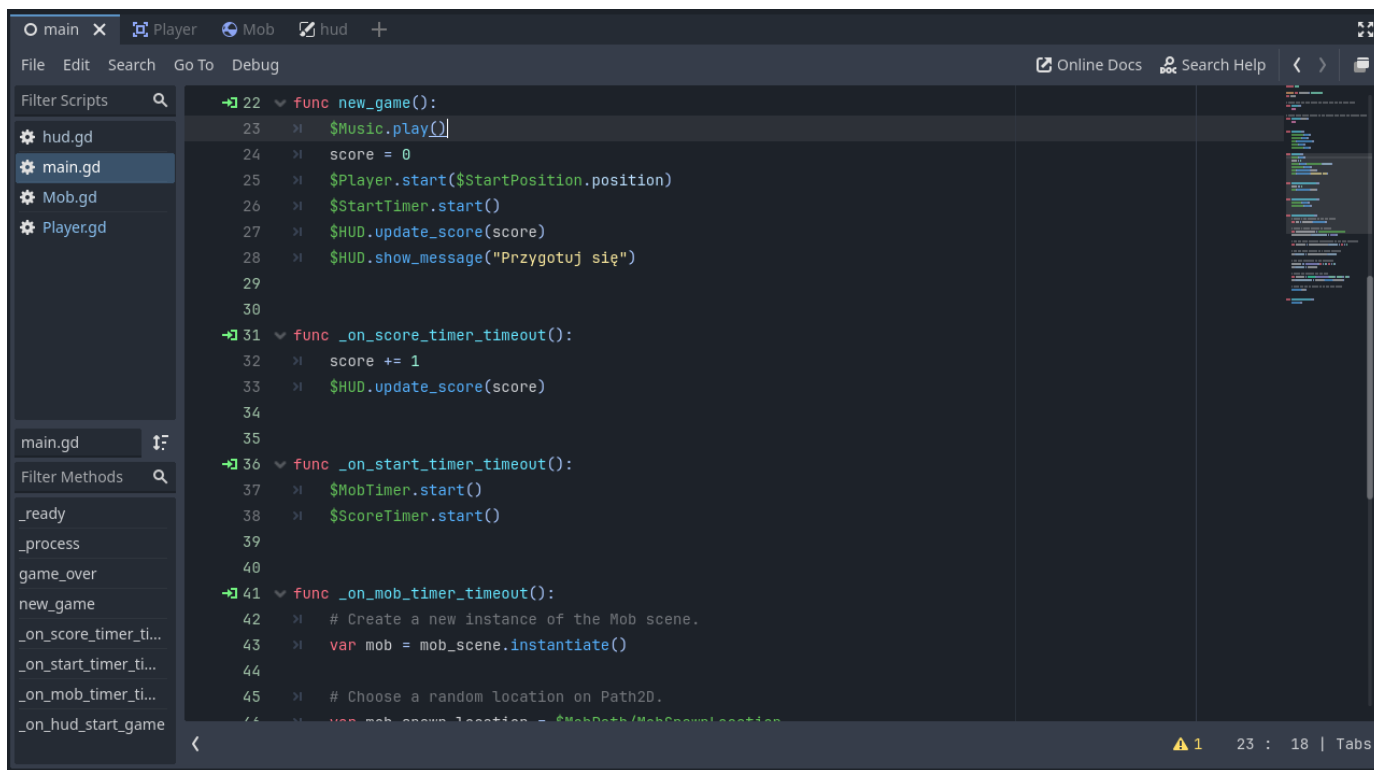 main Player Mob hud
File Edit Search Go To Debug Online Docs Search Help
Filter Scripts
hud.gd
main.gd
Mob.gd
Player.gd
main.gd
Filter Methods
_ready
_process
game_over
new_game
_on_score_timer_ti...
_on_start_timer_ti...
_on_mob_timer_ti...
_on_hud_start_game
22 func new_game():
23 $Music.play()
24 score = 0
25 $Player.start($StartPosition.position)
26 $StartTimer.start()
27 $HUD.update_score(score)
28 $HUD.show_message("Przygotuj się")
29
30
31 func _on_score_timer_timeout():
32 score += 1
33 $HUD.update_score(score)
34
35
36 func _on_start_timer_timeout():
37 $MobTimer.start()
38 $ScoreTimer.start()
39
40
41 func _on_mob_timer_timeout():
42 # Create a new instance of the Mob scene.
43 var mob = mob_scene.instantiate()
44
45 # Choose a random location on Path2D.
46 var mob_spawn_location = $MobPath/MobSpawnLocation
1 23 : 18 | Tabs